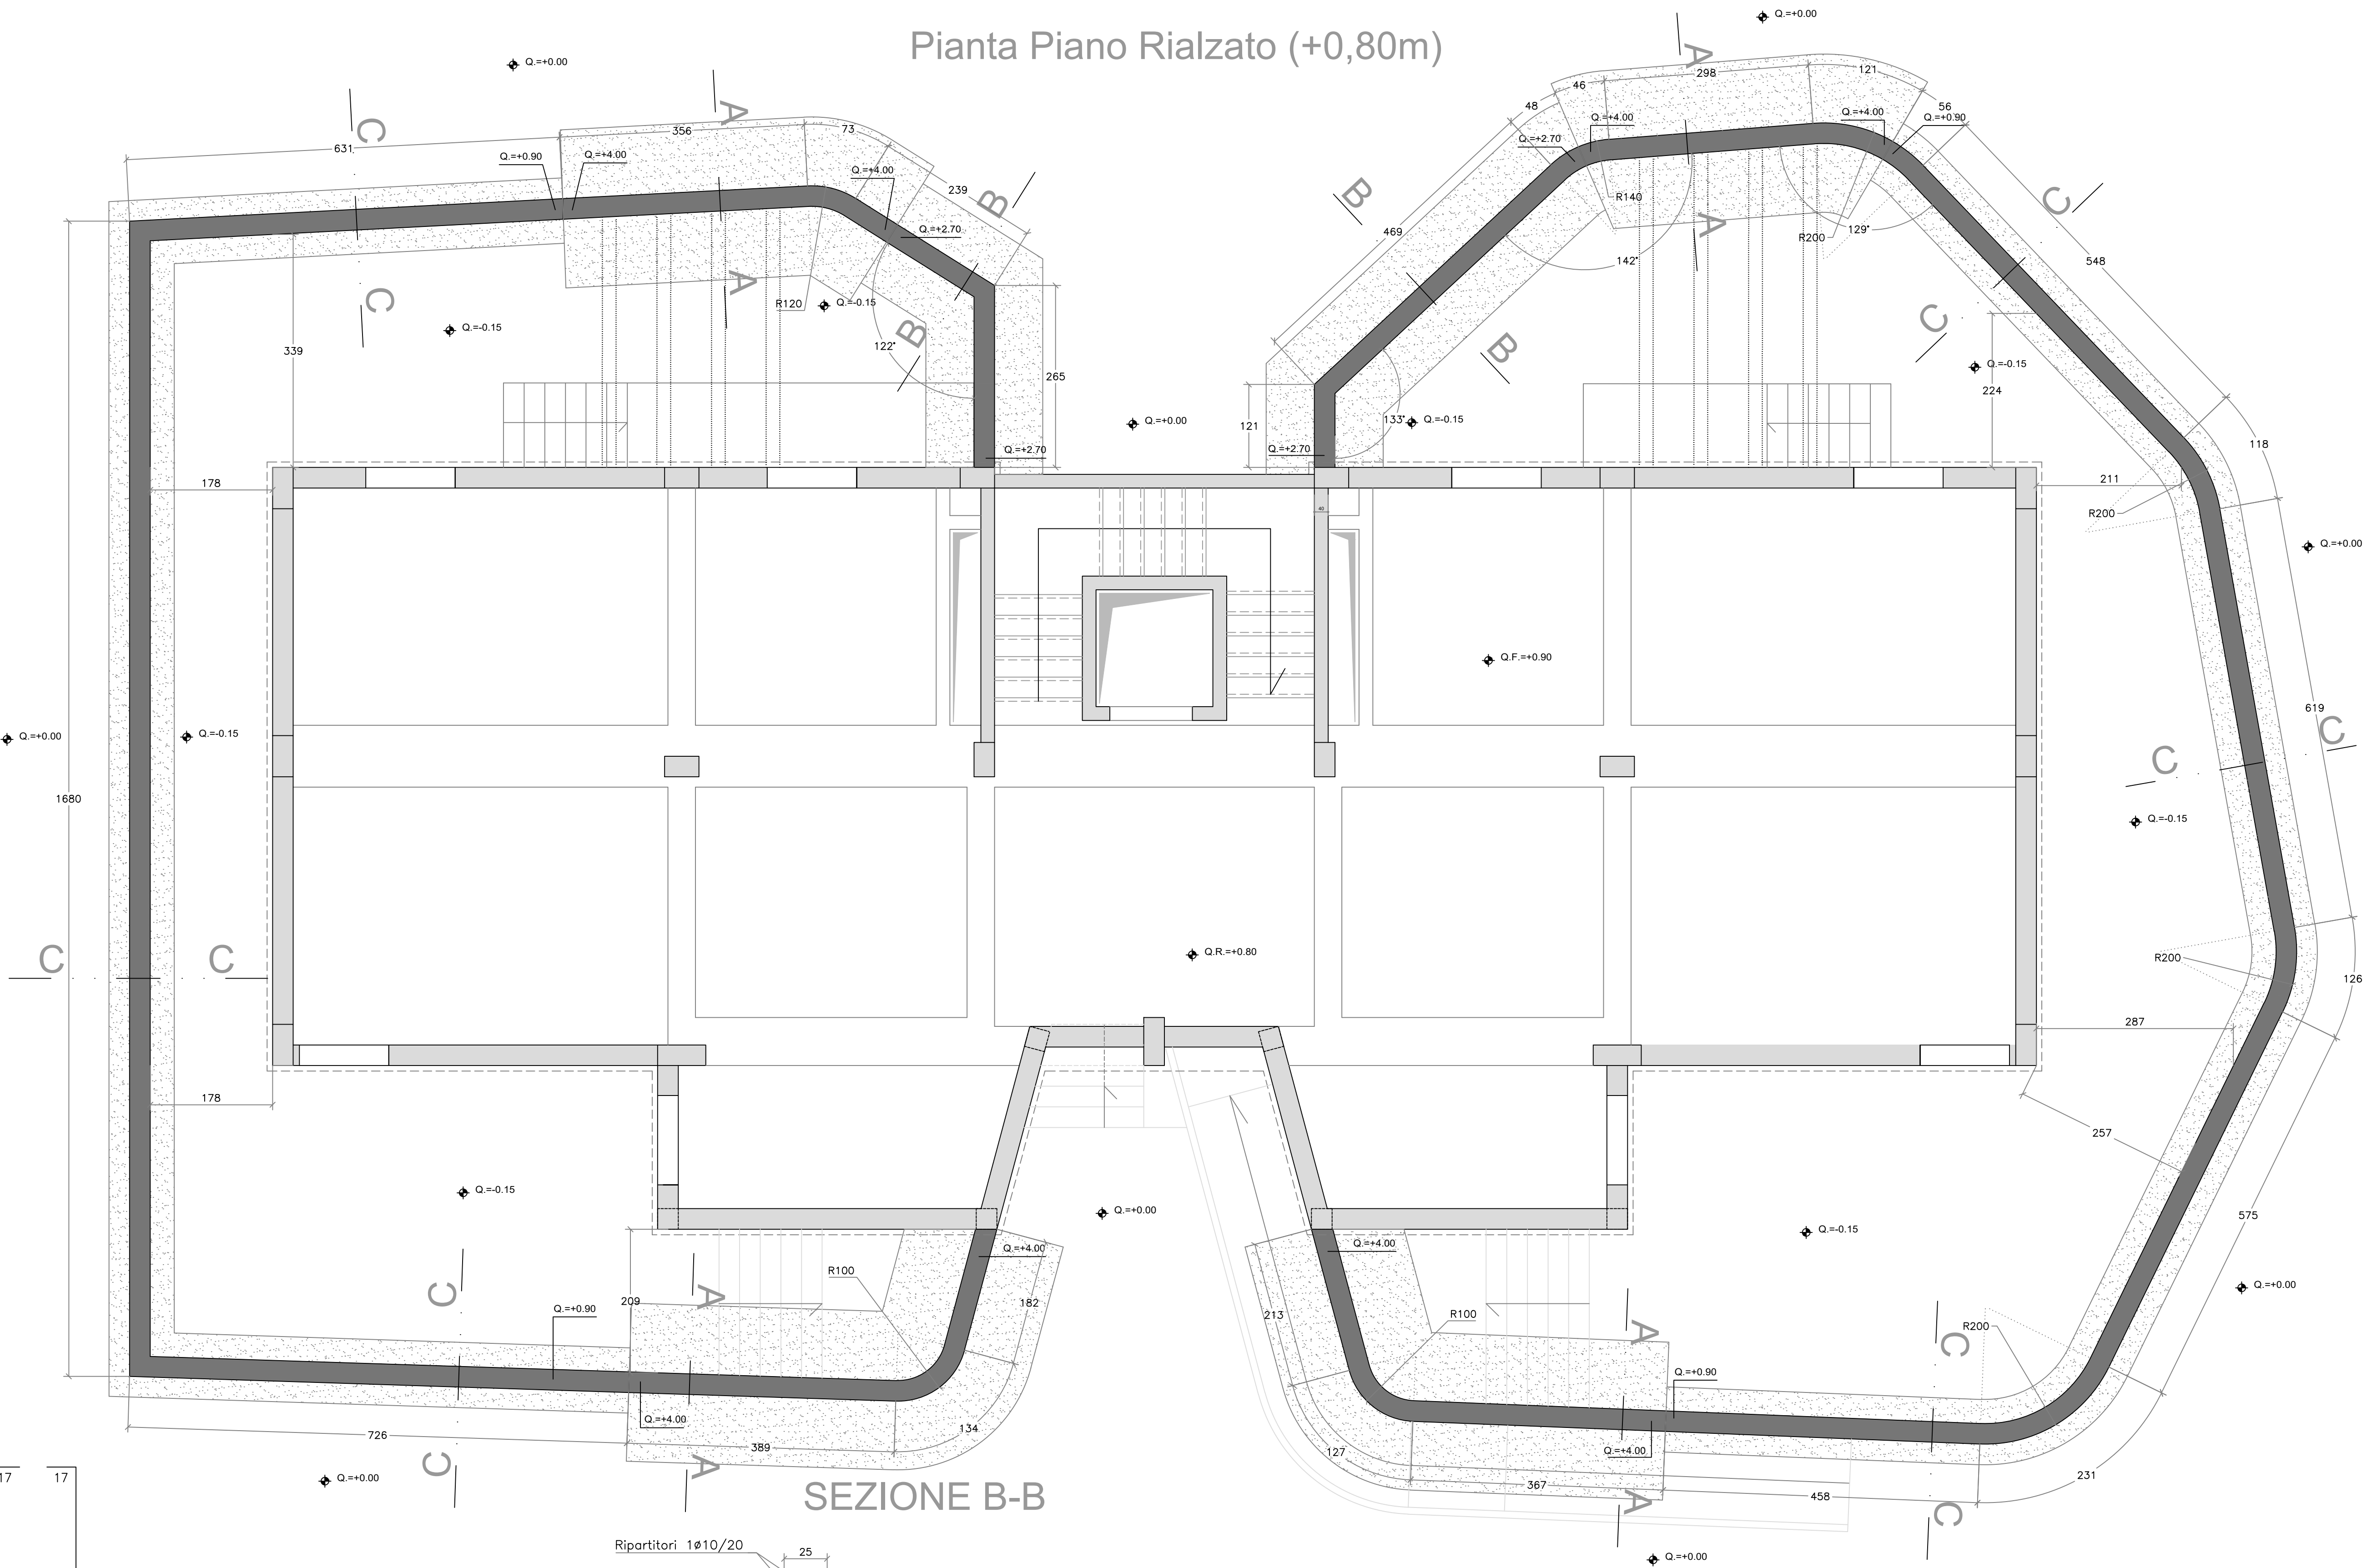 Pianta Piano Rialzato (+0,80m)
Q.=+0.00
Q.=+0.00
A
298
121
46
48
56
Q.=+4.00
Q.=+4.00
Q.=+0.90
Q.=+2.70
C
A
356
73
631
Q.=+0.90
Q.=+4.00
Q.=+4.00
239
B
Q.=+2.70
B
R140
A
R200
129°
C
469
142°
548
C
A
R120
Q.=-0.15
Q.=-0.15
B
122°
339
265
B
C
Q.=-0.15
224
121
133°
Q.=-0.15
Q.=+0.00
Q.=+2.70
Q.=+2.70
118
178
211
R200
40
Q.=+0.00
Q.F.=+0.90
619
C
C
Q.=+0.00
Q.=-0.15
1680
Q.=-0.15
C
C
Q.R.=+0.80
R200
126
287
178
257
Q.=-0.15
Q.=+0.00
Q.=-0.15
575
Q.=+4.00
Q.=+4.00
R100
Q.=+0.00
C
A
209
182
Q.=+0.90
213
R100
A
R200
C
Q.=+0.90
Q.=+4.00
726
389
134
C
A
127
Q.=+4.00
367
458
231
A
C
17
17
Q.=+0.00
SEZIONE B-B
Ripartitori 1ø10/20
25
Q.=+0.00